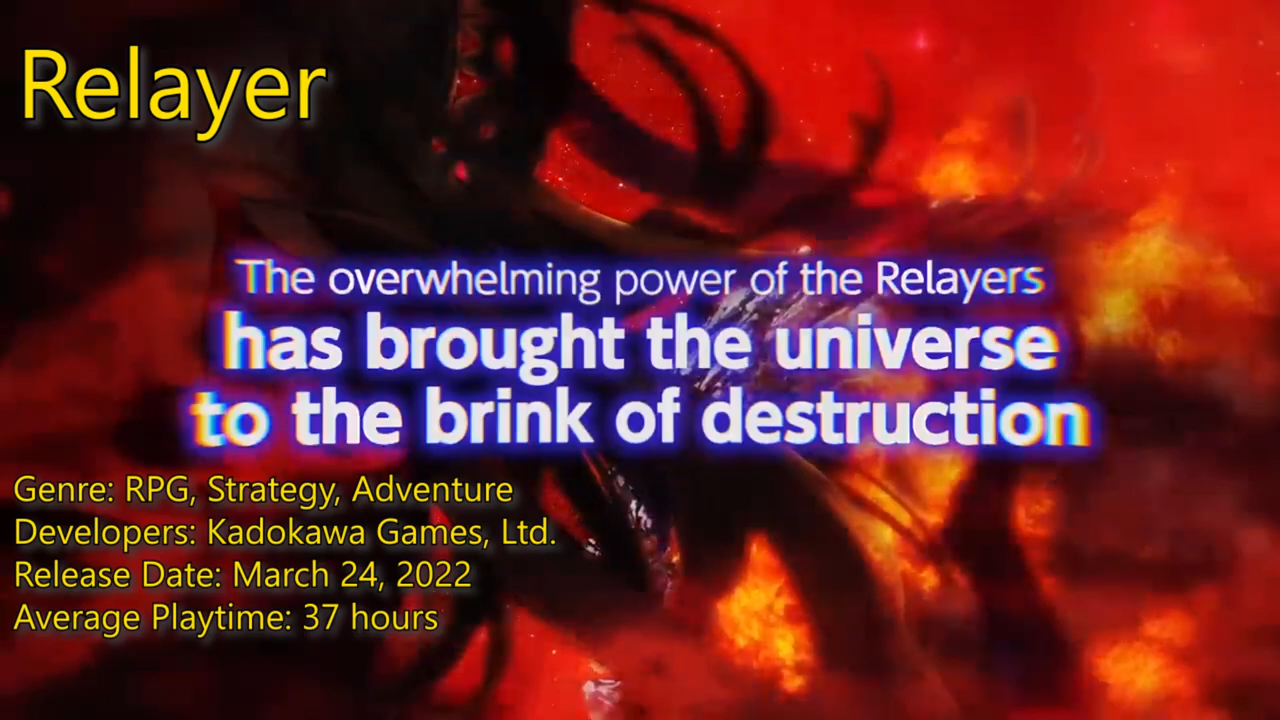 Relayer
The overwhelming power of the Relayers
has brought the universe
to the brink of destruction
Genre: RPG, Strategy, Adventure
Developers: Kadokawa Games, Ltd.
Release Date: March 24, 2022
Average Playtime: 37 hours